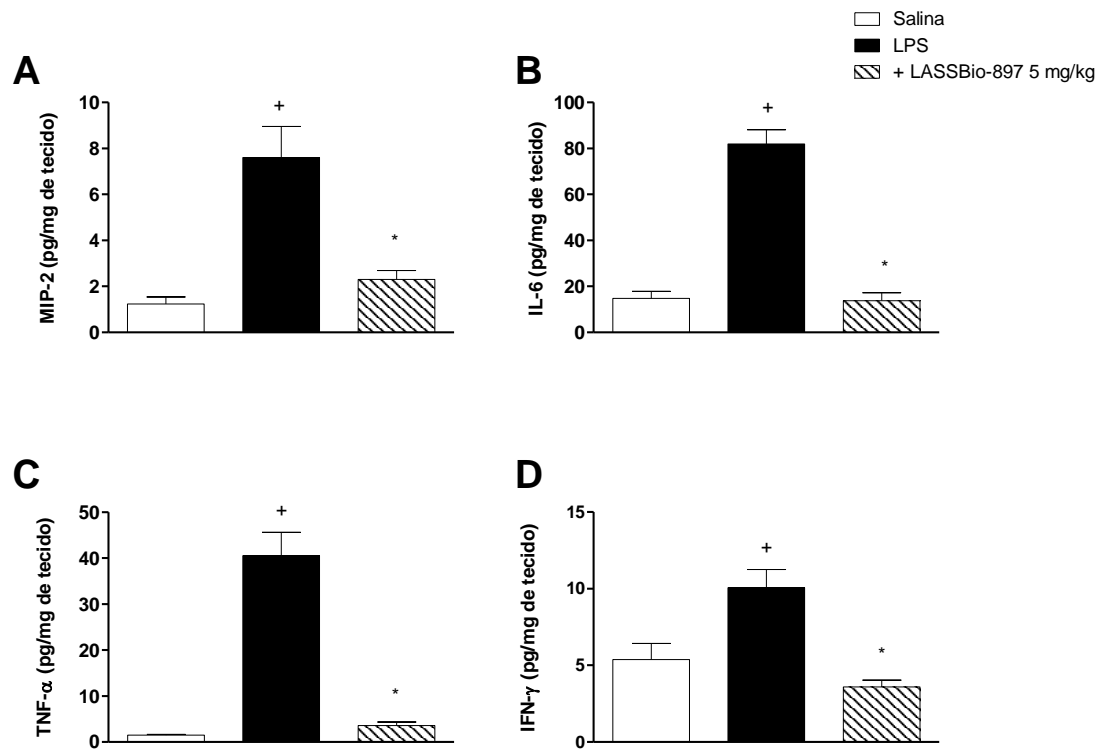 Salina
LPS
+ LASSBio-897 5 mg/kg
A
MIP-2 (pg/mg de tecido)
10
8
6
4
2
0
+
*
B
IL-6 (pg/mg de tecido)
100
80
60
40
20
0
+
*
C
TNF-α (pg/mg de tecido)
50
40
30
20
10
0
+
*
D
IFN-γ (pg/mg de tecido)
15
10
5
0
+
*